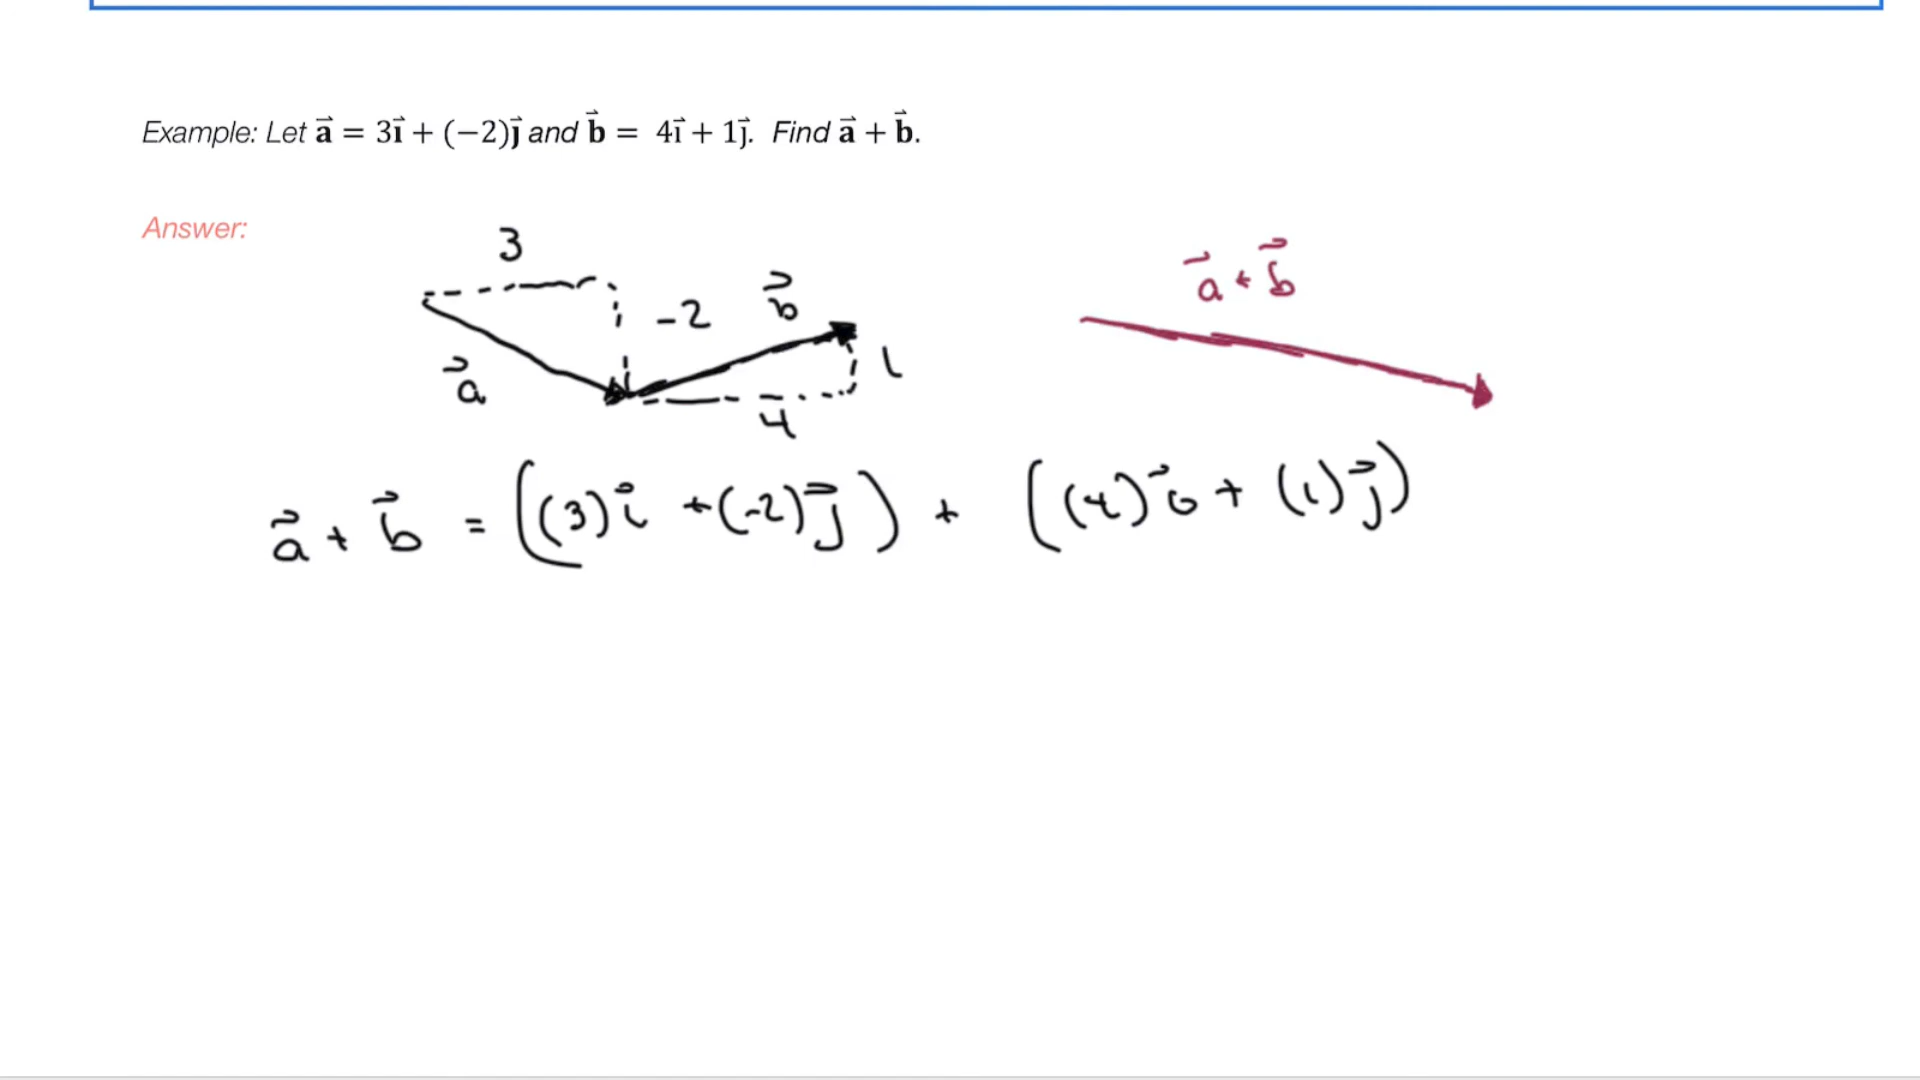 Example: Let a⃗ = 3i⃗ + (−2)j⃗ and b⃗ = 4i⃗ + 1j⃗. Find a⃗ + b⃗.
Answer:
3
-2
b⃗
a⃗
1
4
a⃗ + b⃗
a⃗ + b⃗ = ((3)i⃗ +(-2)j⃗) + ((4)i⃗ + (1)j⃗)